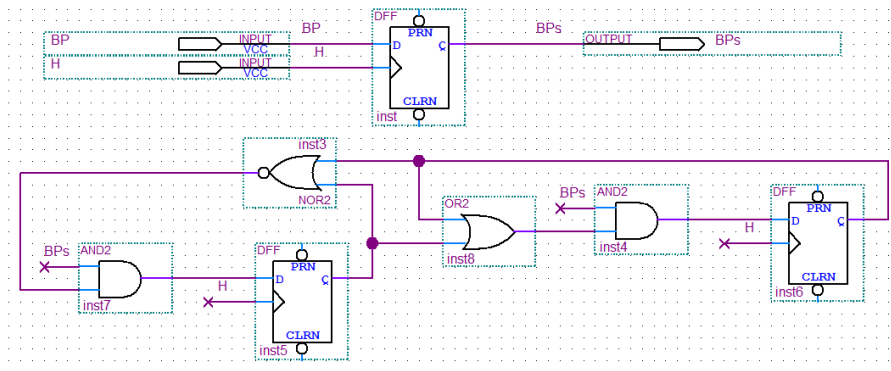 DFF
BP INPUT VCC BP PRN BPs OUTPUT BPs
D Q
H INPUT VCC H
CLRN
inst
inst3
NOR2
OR2
inst8
BPs AND2
inst4
DFF
PRN
H D Q
CLRN
inst6
BPs AND2
inst7
DFF
PRN
H D Q
CLRN
inst5